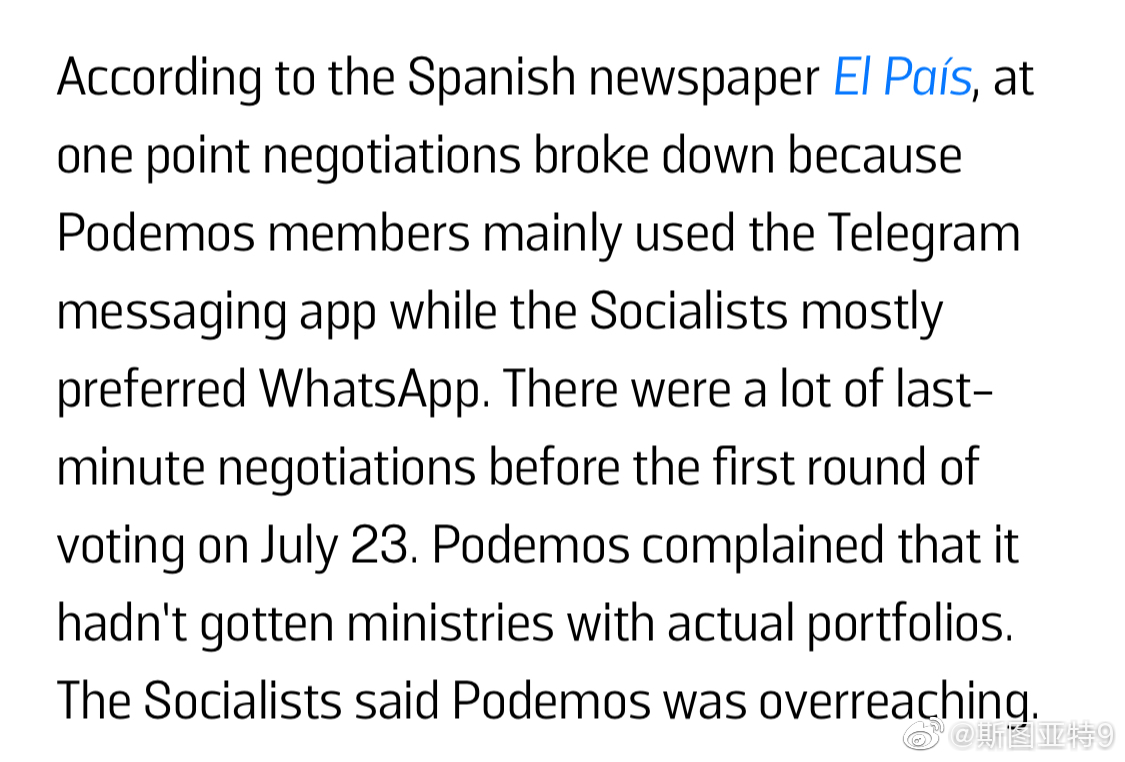 According to the Spanish newspaper El País, at
one point negotiations broke down because
Podemos members mainly used the Telegram
messaging app while the Socialists mostly
preferred WhatsApp. There were a lot of last-
minute negotiations before the first round of
voting on July 23. Podemos complained that it
hadn't gotten ministries with actual portfolios.
The Socialists said Podemos was overreaching.
@斯图亚特9